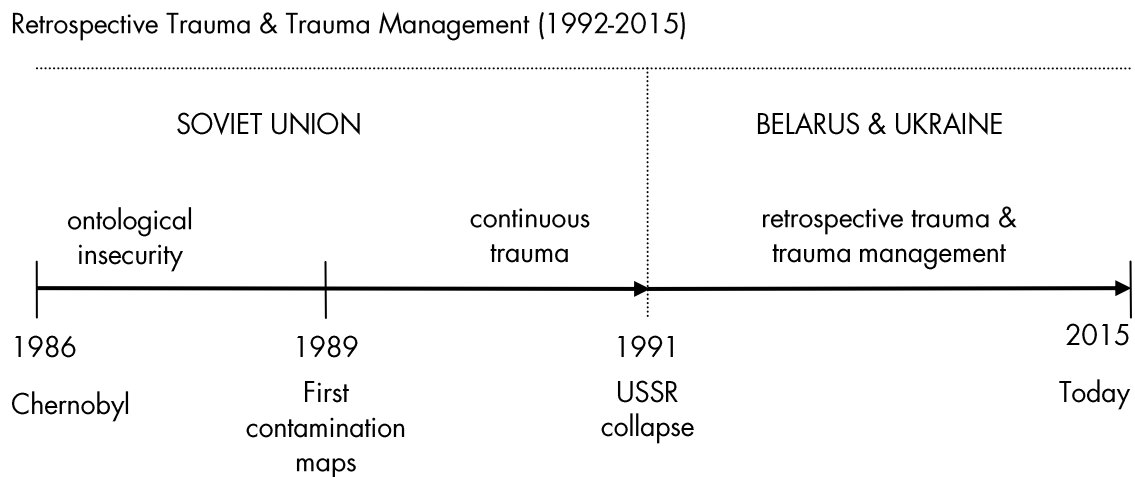 Retrospective Trauma & Trauma Management (1992-2015)
SOVIET UNION
BELARUS & UKRAINE
ontological
insecurity
continuous
trauma
retrospective trauma &
trauma management
1986
Chernobyl
1989
First
contamination
maps
1991
USSR
collapse
2015
Today